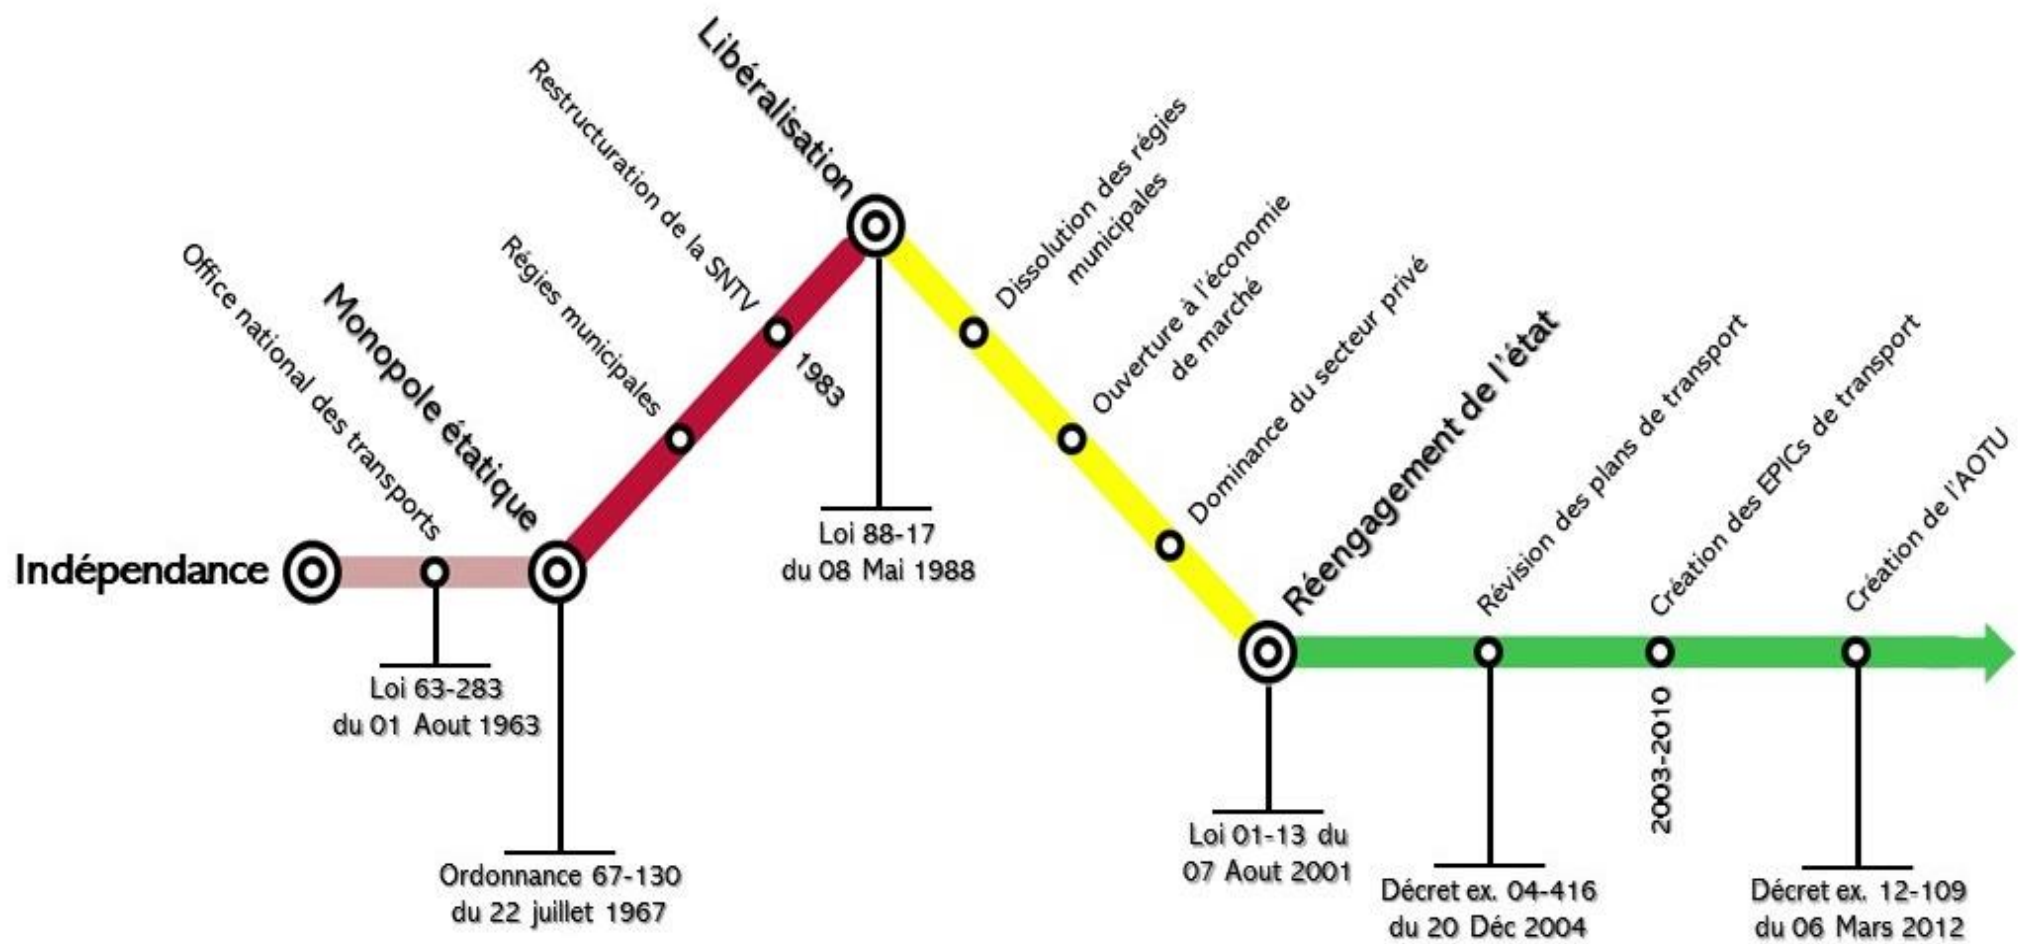 Indépendance
Office national des transports
Loi 63-283
du 01 Aout 1963
Monopole étatique
Ordonnance 67-130
du 22 juillet 1967
Régies municipales
Restructuration de la SNTV
1983
Libéralisation
Loi 88-17
du 08 Mai 1988
Dissolution des régies
municipales
Ouverture à l'économie
de marché
Dominance du secteur privé
Réengagement de l'état
Loi 01-13 du
07 Aout 2001
Révision des plans de transport
Décret ex. 04-416
du 20 Déc 2004
Création des EPICs de transport
2003-2010
Création de l'AOTU
Décret ex. 12-109
du 06 Mars 2012